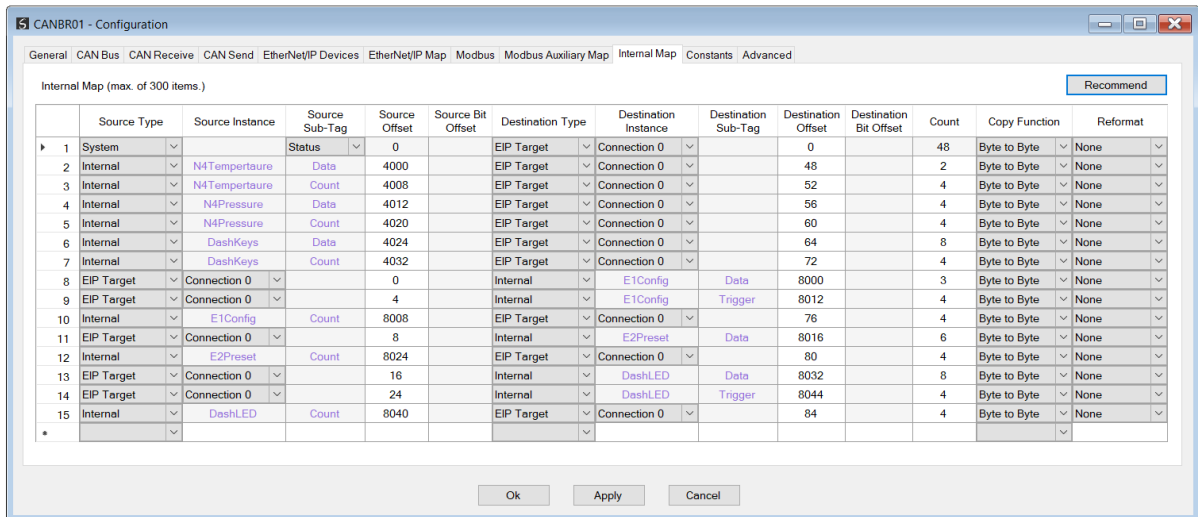 CANBR01 - Configuration
General CAN Bus CAN Receive CAN Send EtherNet/IP Devices EtherNet/IP Map Modbus Modbus Auxiliary Map Internal Map Constants Advanced
Internal Map (max. of 300 items.) Recommend
Source Type Source Instance Source Sub-Tag Source Offset Source Bit Offset Destination Type Destination Instance Destination Sub-Tag Destination Offset Destination Bit Offset Count Copy Function Reformat
1 System Status 0 EIP Target Connection 0 0 48 Byte to Byte None
2 Internal N4Tempertaure Data 4000 EIP Target Connection 0 48 2 Byte to Byte None
3 Internal N4Tempertaure Count 4008 EIP Target Connection 0 52 4 Byte to Byte None
4 Internal N4Pressure Data 4012 EIP Target Connection 0 56 4 Byte to Byte None
5 Internal N4Pressure Count 4020 EIP Target Connection 0 60 4 Byte to Byte None
6 Internal DashKeys Data 4024 EIP Target Connection 0 64 8 Byte to Byte None
7 Internal DashKeys Count 4032 EIP Target Connection 0 72 4 Byte to Byte None
8 EIP Target Connection 0 0 Internal E1Config Data 8000 3 Byte to Byte None
9 EIP Target Connection 0 4 Internal E1Config Trigger 8012 4 Byte to Byte None
10 Internal E1Config Count 8008 EIP Target Connection 0 76 4 Byte to Byte None
11 EIP Target Connection 0 8 Internal E2Preset Data 8016 6 Byte to Byte None
12 Internal E2Preset Count 8024 EIP Target Connection 0 80 4 Byte to Byte None
13 EIP Target Connection 0 16 Internal DashLED Data 8032 8 Byte to Byte None
14 EIP Target Connection 0 24 Internal DashLED Trigger 8044 4 Byte to Byte None
15 Internal DashLED Count 8040 EIP Target Connection 0 84 4 Byte to Byte None
Ok Apply Cancel